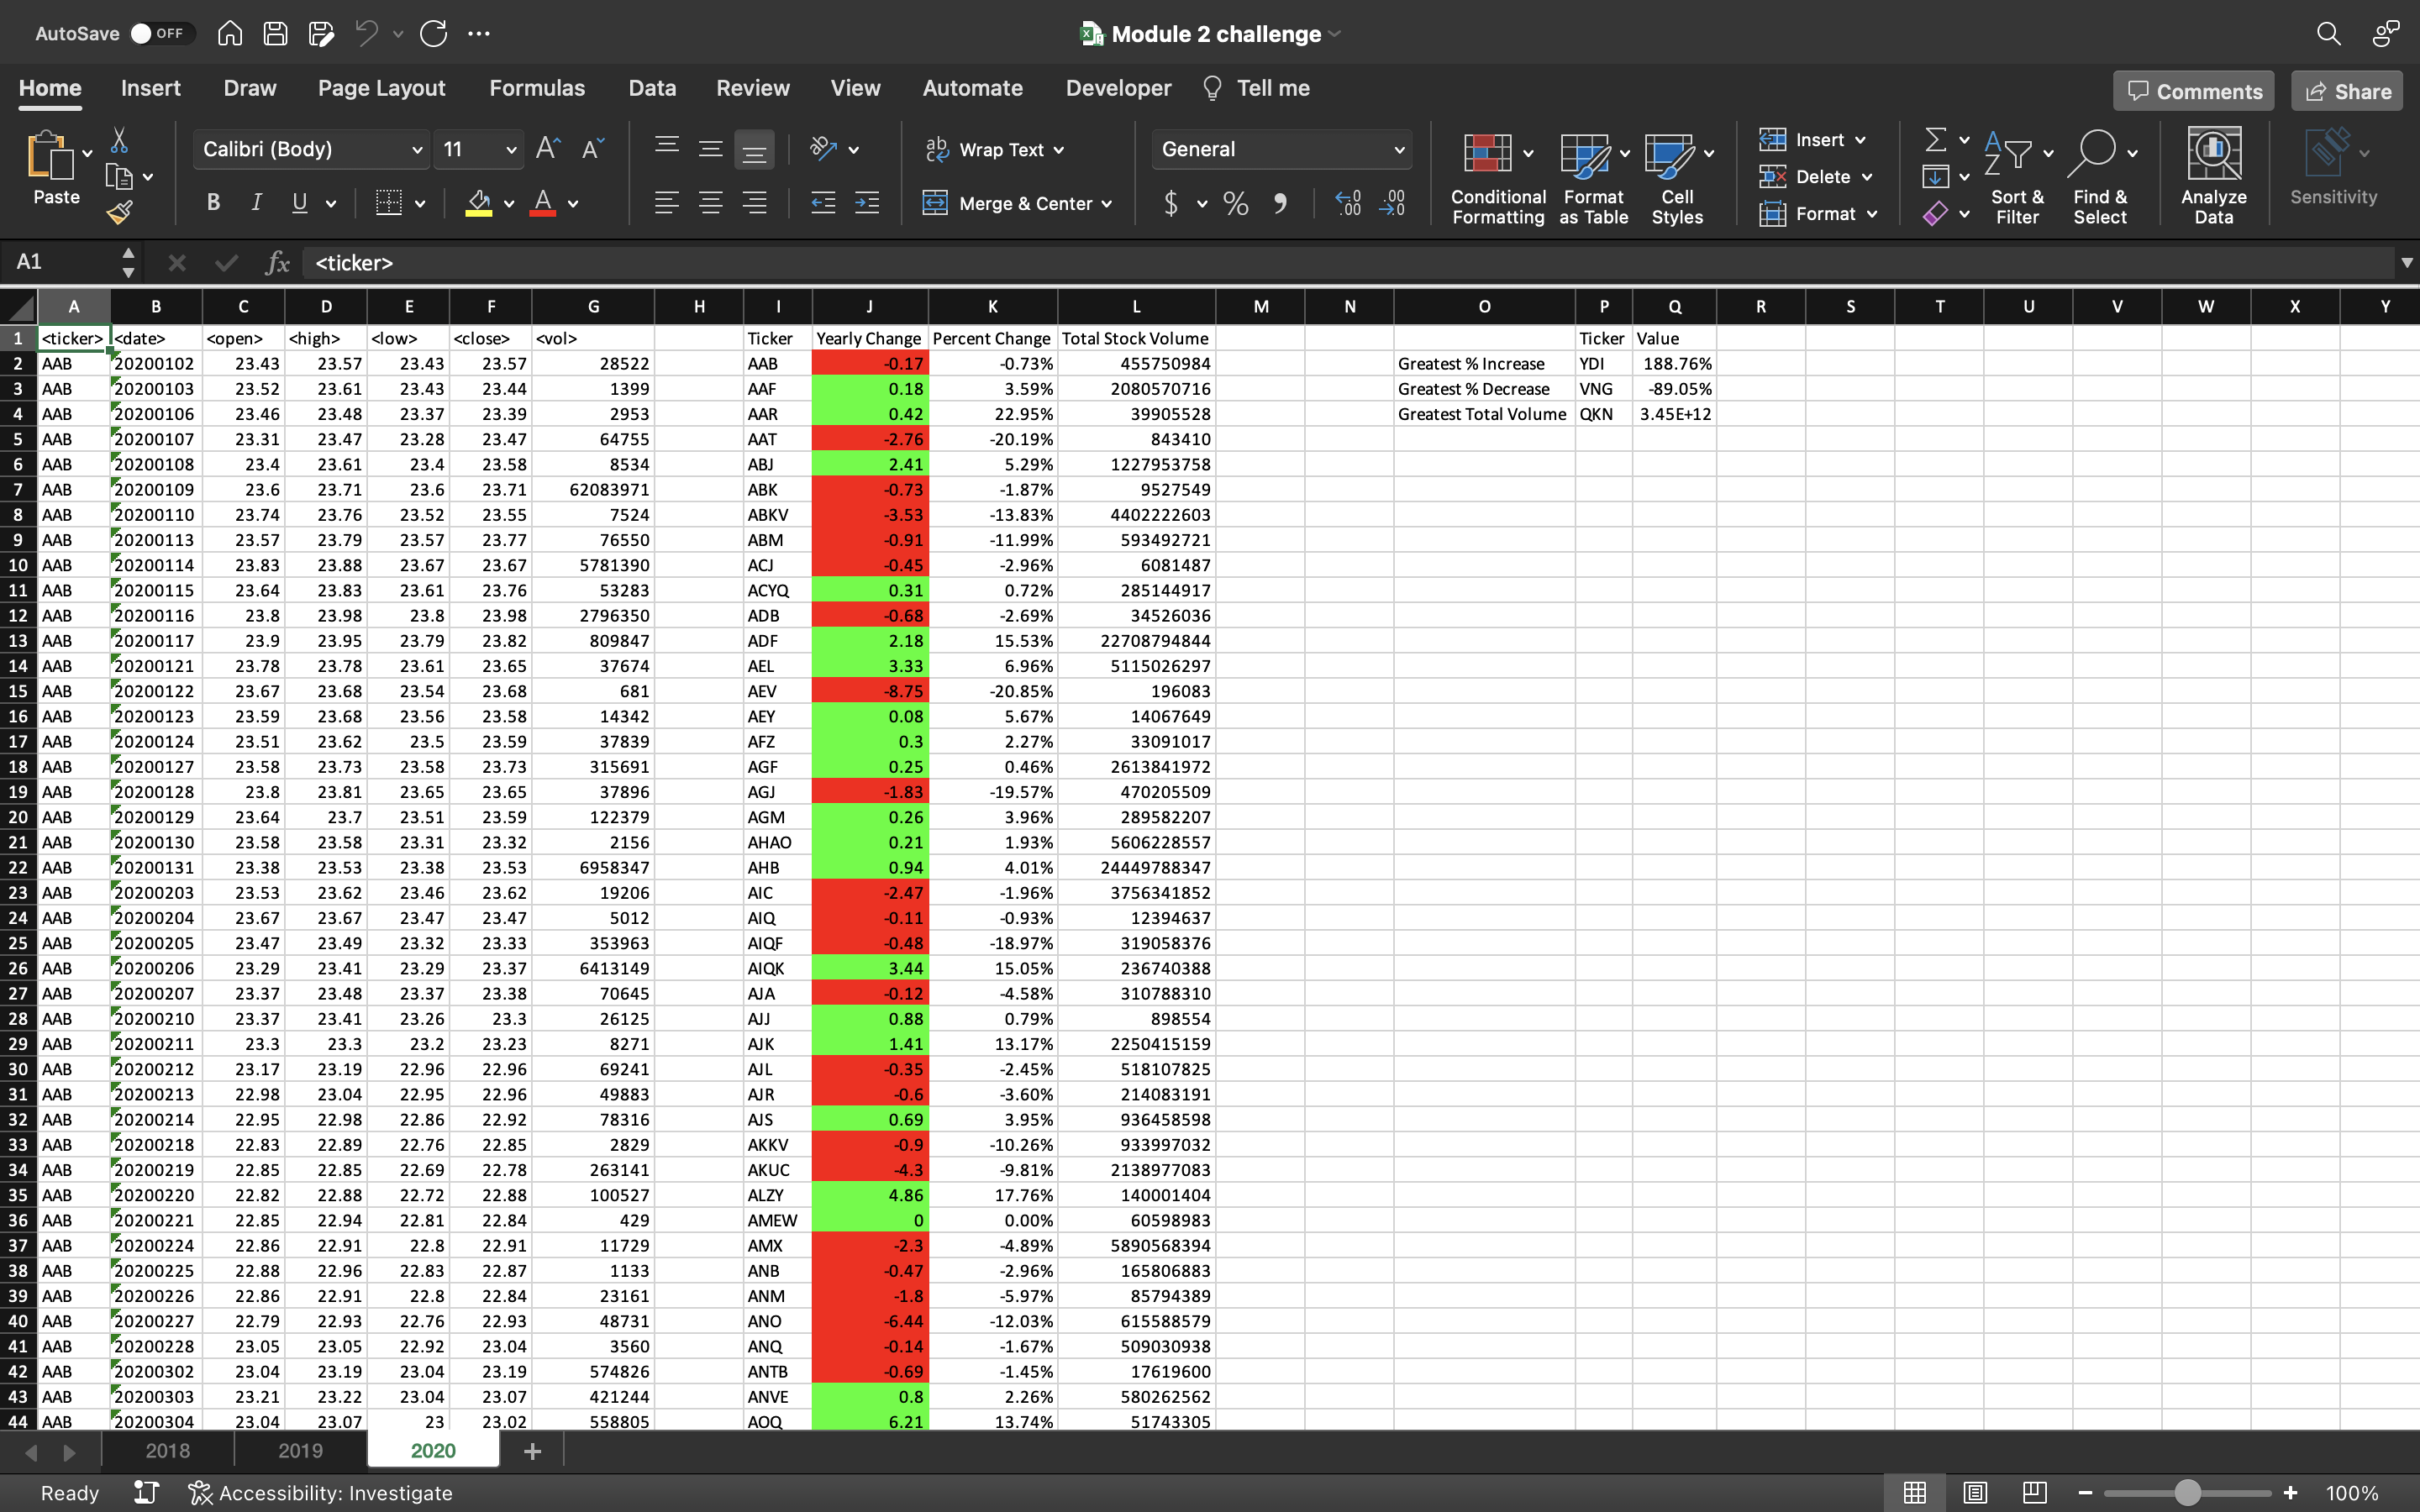 AutoSave OFF Module 2 challenge
Home Insert Draw Page Layout Formulas Data Review View Automate Developer Tell me Comments Share
Paste Calibri (Body) 11 A A Wrap Text General Insert
B I U A Merge & Center $ % Delete
Conditional Formatting Format as Table Cell Styles Format Sort & Filter Find & Select Analyze Data Sensitivity
A1 fx <ticker>
A B C D E F G H I J K L M N O P Q R S T U V W X Y
1 <ticker> <date> <open> <high> <low> <close> <vol> Ticker Yearly Change Percent Change Total Stock Volume Ticker Value
2 AAB 20200102 23.43 23.57 23.43 23.57 28522 AAB -0.17 -0.73% 455750984 Greatest % Increase YDI 188.76%
3 AAB 20200103 23.52 23.61 23.43 23.44 1399 AAF 0.18 3.59% 2080570716 Greatest % Decrease VNG -89.05%
4 AAB 20200106 23.46 23.48 23.37 23.39 2953 AAR 0.42 22.95% 39905528 Greatest Total Volume QKN 3.45E+12
5 AAB 20200107 23.31 23.47 23.28 23.47 64755 AAT -2.76 -20.19% 843410
6 AAB 20200108 23.4 23.61 23.4 23.58 8534 ABJ 2.41 5.29% 1227953758
7 AAB 20200109 23.6 23.71 23.6 23.71 62083971 ABK -0.73 -1.87% 9527549
8 AAB 20200110 23.74 23.76 23.52 23.55 7524 ABKV -3.53 -13.83% 4402222603
9 AAB 20200113 23.57 23.79 23.57 23.77 76550 ABM -0.91 -11.99% 593492721
10 AAB 20200114 23.83 23.88 23.67 23.67 5781390 ACJ -0.45 -2.96% 6081487
11 AAB 20200115 23.64 23.83 23.61 23.76 53283 ACYQ 0.31 0.72% 285144917
12 AAB 20200116 23.8 23.98 23.8 23.98 2796350 ADB -0.68 -2.69% 34526036
13 AAB 20200117 23.9 23.95 23.79 23.82 809847 ADF 2.18 15.53% 22708794844
14 AAB 20200121 23.78 23.78 23.61 23.65 37674 AEL 3.33 6.96% 5115026297
15 AAB 20200122 23.67 23.68 23.54 23.68 681 AEV -8.75 -20.85% 196083
16 AAB 20200123 23.59 23.68 23.56 23.58 14342 AEY 0.08 5.67% 14067649
17 AAB 20200124 23.51 23.62 23.5 23.59 37839 AFZ 0.3 2.27% 33091017
18 AAB 20200127 23.58 23.73 23.58 23.73 315691 AGF 0.25 0.46% 2613841972
19 AAB 20200128 23.8 23.81 23.65 23.65 37896 AGJ -1.83 -19.57% 470205509
20 AAB 20200129 23.64 23.7 23.51 23.59 122379 AGM 0.26 3.96% 289582207
21 AAB 20200130 23.58 23.58 23.31 23.32 2156 AHAO 0.21 1.93% 5606228557
22 AAB 20200131 23.38 23.53 23.38 23.53 6958347 AHB 0.94 4.01% 24449788347
23 AAB 20200203 23.53 23.62 23.46 23.62 19206 AIC -2.47 -1.96% 3756341852
24 AAB 20200204 23.67 23.67 23.47 23.47 5012 AIQ -0.11 -0.93% 12394637
25 AAB 20200205 23.47 23.49 23.32 23.33 353963 AIQF -0.48 -18.97% 319058376
26 AAB 20200206 23.29 23.41 23.29 23.37 6413149 AIQK 3.44 15.05% 236740388
27 AAB 20200207 23.37 23.48 23.37 23.38 70645 AJA -0.12 -4.58% 310788310
28 AAB 20200210 23.37 23.41 23.26 23.3 26125 AJJ 0.88 0.79% 898554
29 AAB 20200211 23.3 23.3 23.2 23.23 8271 AJK 1.41 13.17% 2250415159
30 AAB 20200212 23.17 23.19 22.96 22.96 69241 AJL -0.35 -2.45% 518107825
31 AAB 20200213 22.98 23.04 22.95 22.96 49883 AJR -0.6 -3.60% 214083191
32 AAB 20200214 22.95 22.98 22.86 22.92 78316 AJS 0.69 3.95% 936458598
33 AAB 20200218 22.83 22.89 22.76 22.85 2829 AKKV -0.9 -10.26% 933997032
34 AAB 20200219 22.85 22.85 22.69 22.78 263141 AKUC -4.3 -9.81% 2138977083
35 AAB 20200220 22.82 22.88 22.72 22.88 100527 ALZY 4.86 17.76% 140001404
36 AAB 20200221 22.85 22.94 22.81 22.84 429 AMEW 0 0.00% 60598983
37 AAB 20200224 22.86 22.91 22.8 22.91 11729 AMX -2.3 -4.89% 5890568394
38 AAB 20200225 22.88 22.96 22.83 22.87 1133 ANB -0.47 -2.96% 165806883
39 AAB 20200226 22.86 22.91 22.8 22.84 23161 ANM -1.8 -5.97% 85794389
40 AAB 20200227 22.79 22.93 22.76 22.93 48731 ANO -6.44 -12.03% 615588579
41 AAB 20200228 23.05 23.05 22.92 23.04 3560 ANQ -0.14 -1.67% 509030938
42 AAB 20200302 23.04 23.19 23.04 23.19 574826 ANTB -0.69 -1.45% 17619600
43 AAB 20200303 23.21 23.22 23.04 23.07 421244 ANVE 0.8 2.26% 580262562
44 AAB 20200304 23.04 23.07 23 23.02 558805 AOQ 6.21 13.74% 51743305
2018 2019 2020
Ready Accessibility: Investigate 100%